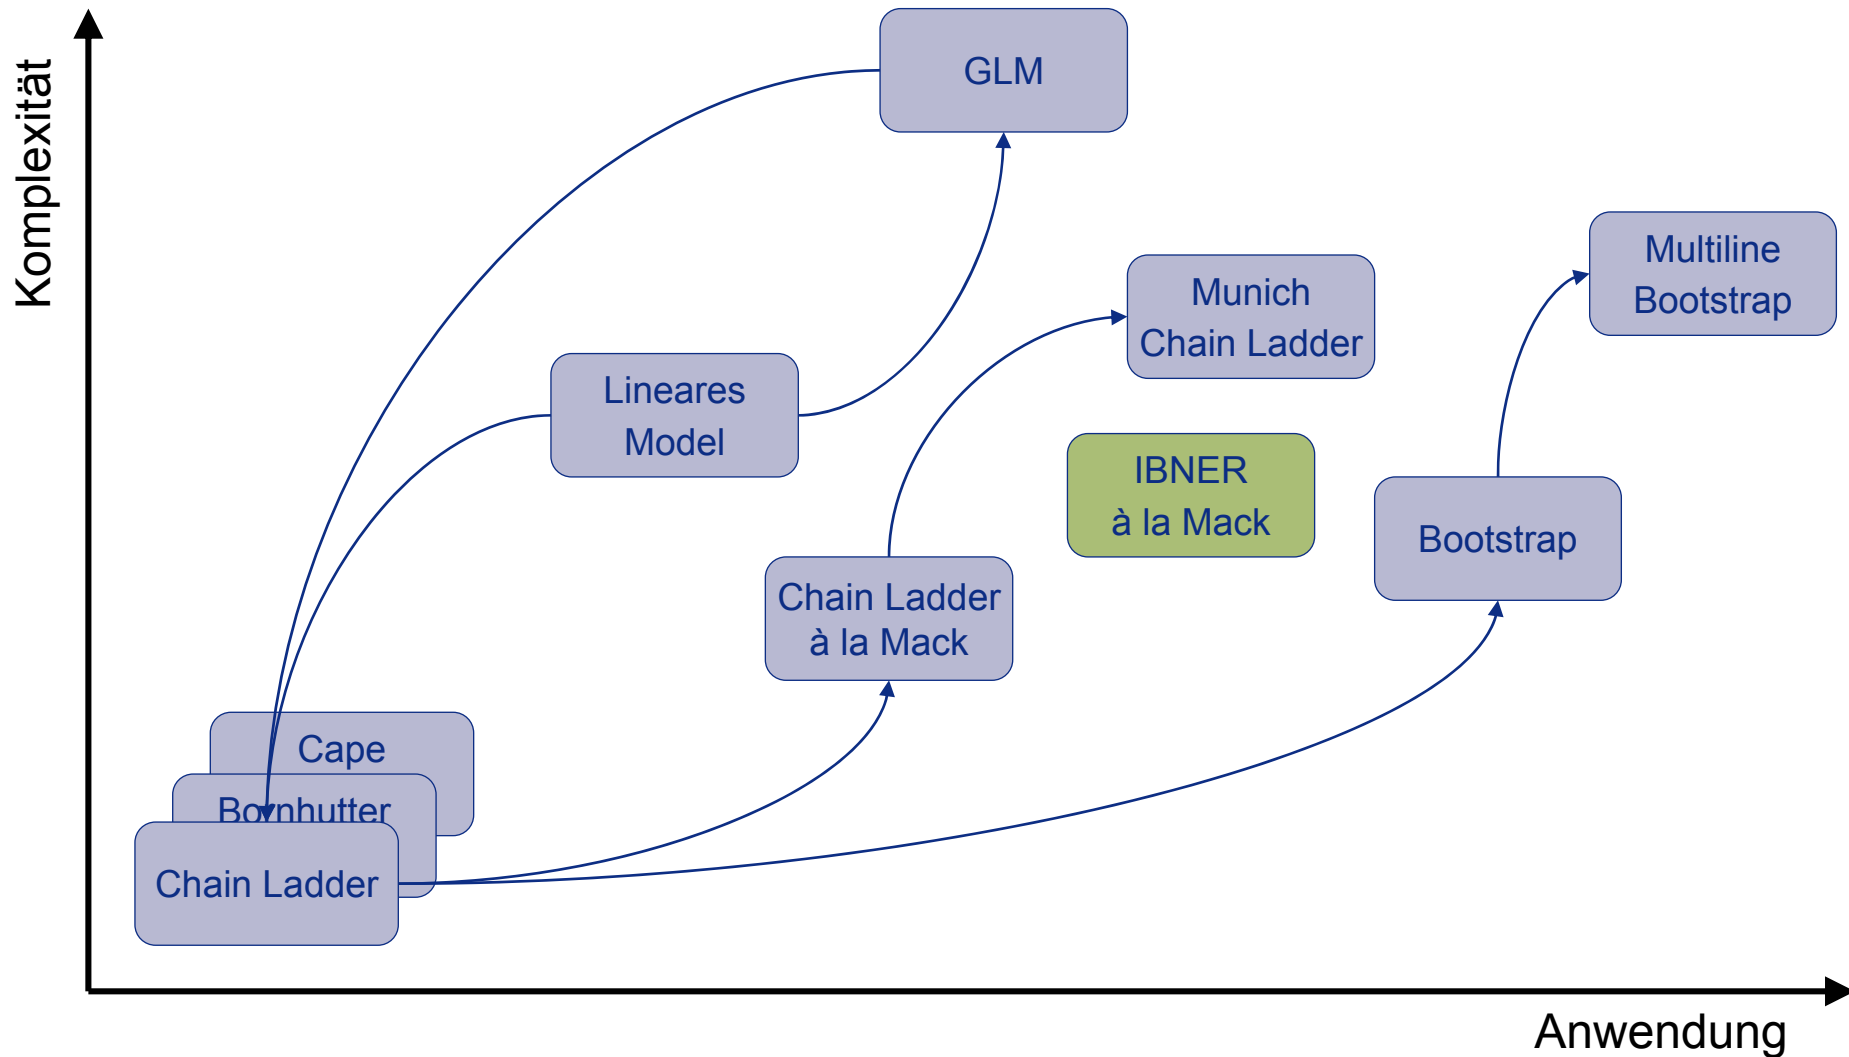 Komplexität
GLM
Multiline
Bootstrap
Munich
Chain Ladder
Lineares
Model
IBNER
à la Mack
Bootstrap
Chain Ladder
à la Mack
Cape
Bornhutter
Chain Ladder
Anwendung